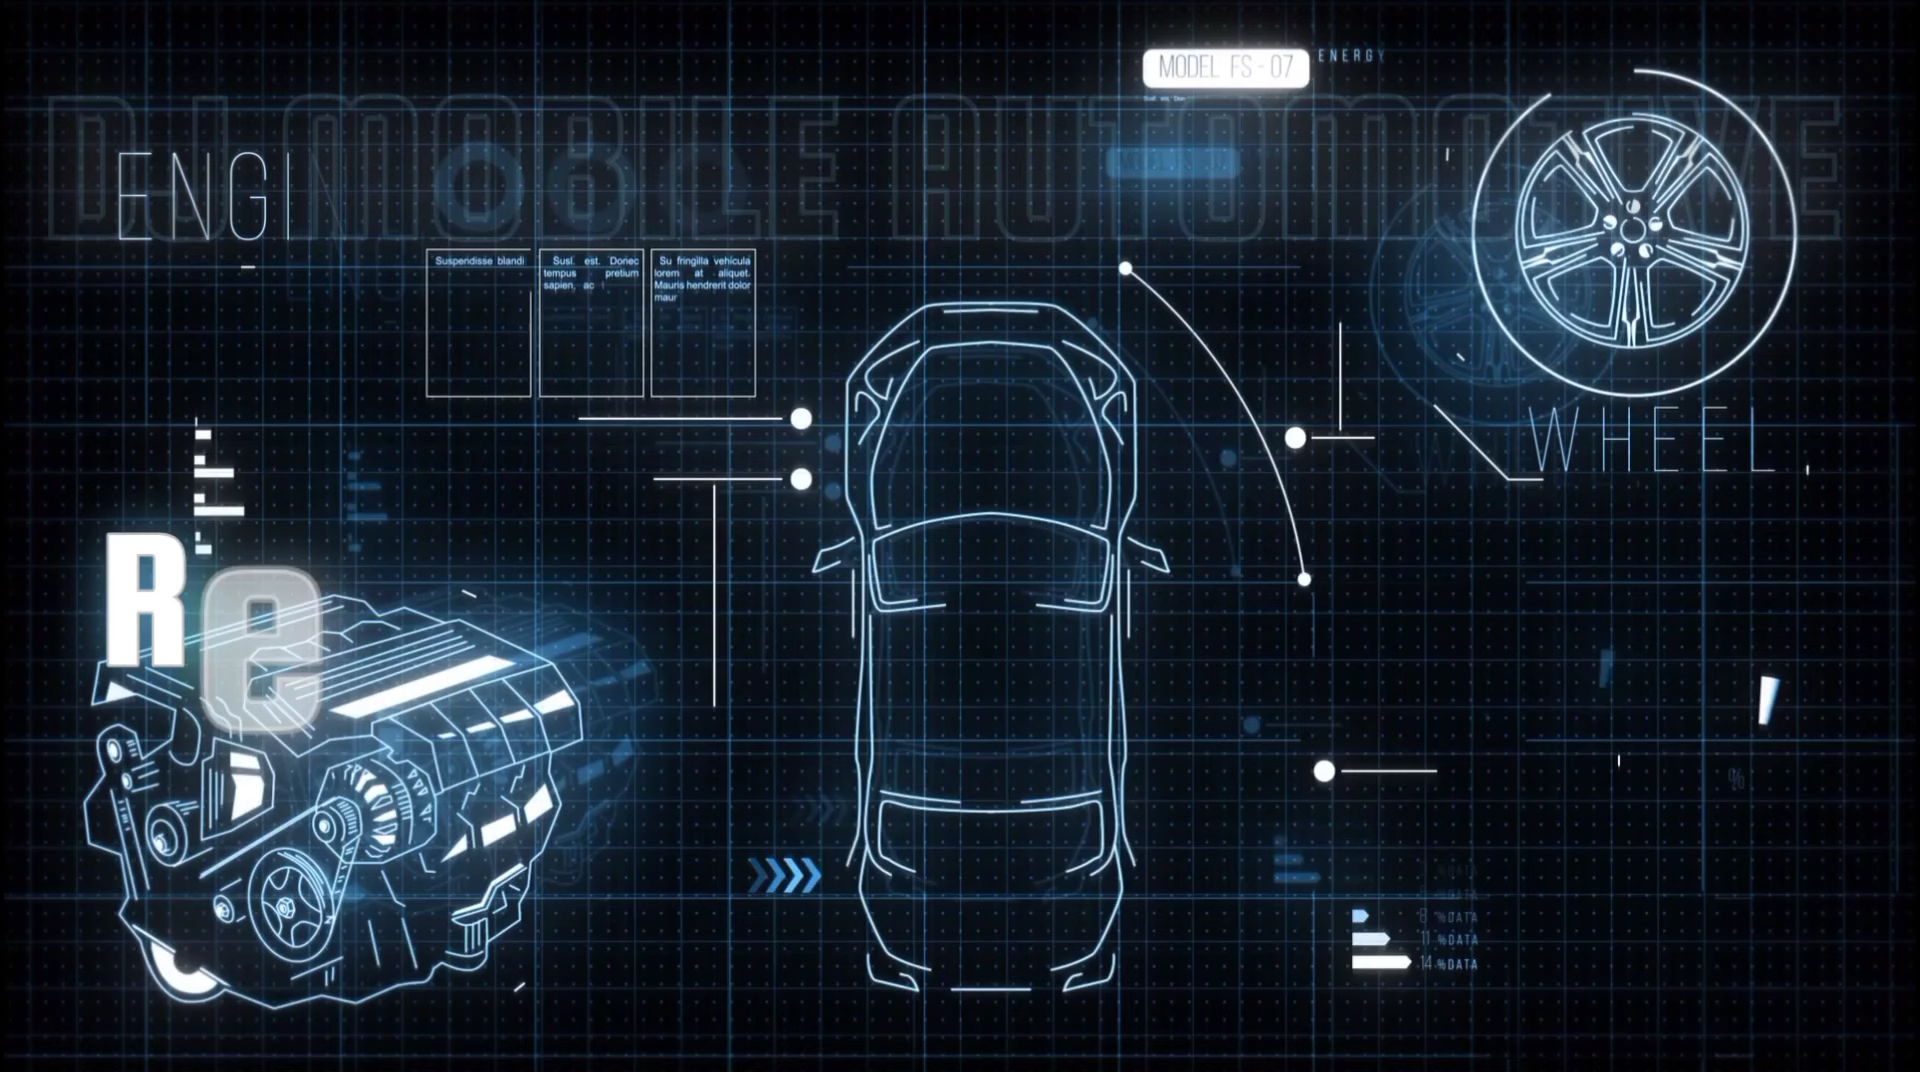 MODEL FS - 07
ENERGY
DJ MOBILE AUTOMOTIVE
ENGI
Suspendisse blandi
Susl. est. Donec
tempus pretium
sapien, ac
Su fringilla vehicula
lorem at aliquet.
Mauris hendrerit dolor
maur
WHEEL
Re
%
8 %DATA
11 %DATA
14 %DATA